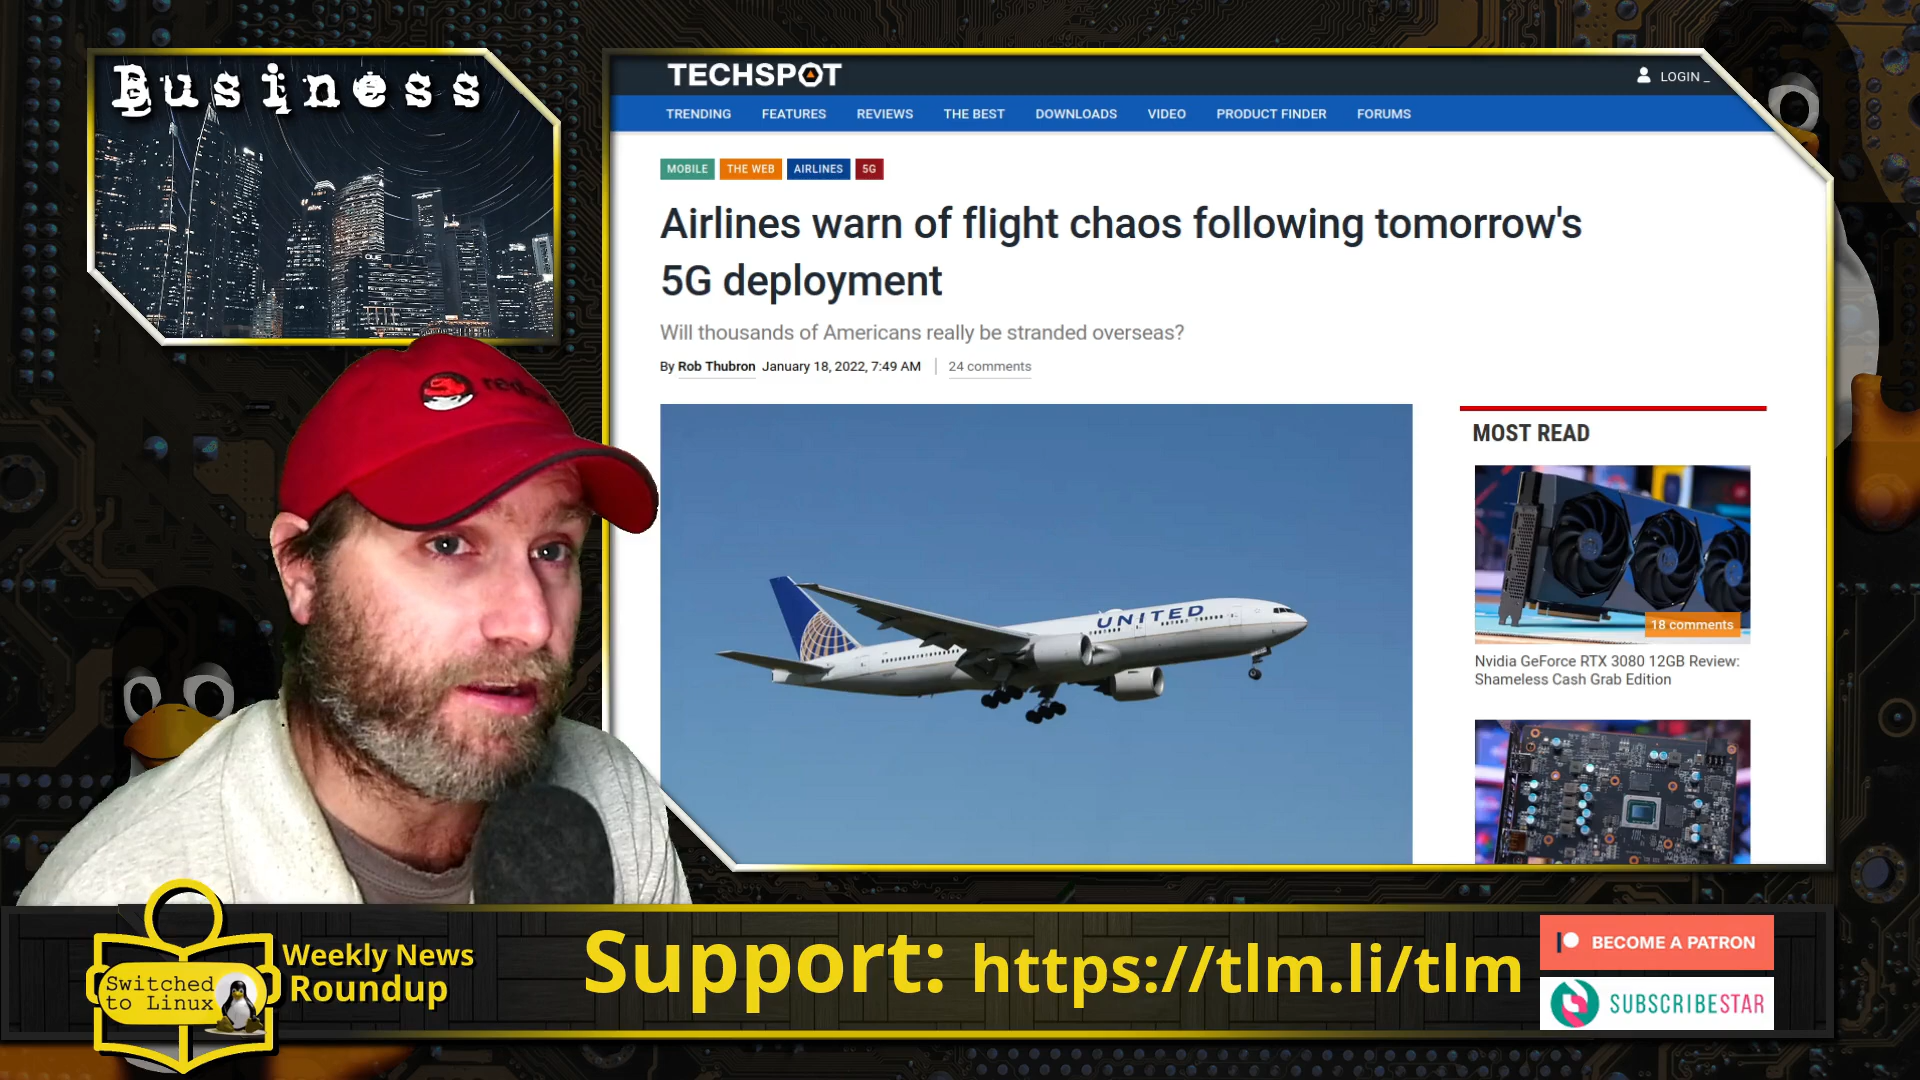 Business
TECHSPOT
LOGIN _
TRENDING FEATURES REVIEWS THE BEST DOWNLOADS VIDEO PRODUCT FINDER FORUMS
MOBILE THE WEB AIRLINES 5G
Airlines warn of flight chaos following tomorrow's
5G deployment
Will thousands of Americans really be stranded overseas?
By Rob Thubron January 18, 2022, 7:49 AM 24 comments
MOST READ
UNITED
18 comments
Nvidia GeForce RTX 3080 12GB Review:
Shameless Cash Grab Edition
Switched
to Linux
Weekly News
Roundup
Support: https://tlm.li/tlm
BECOME A PATRON
SUBSCRIBESTAR